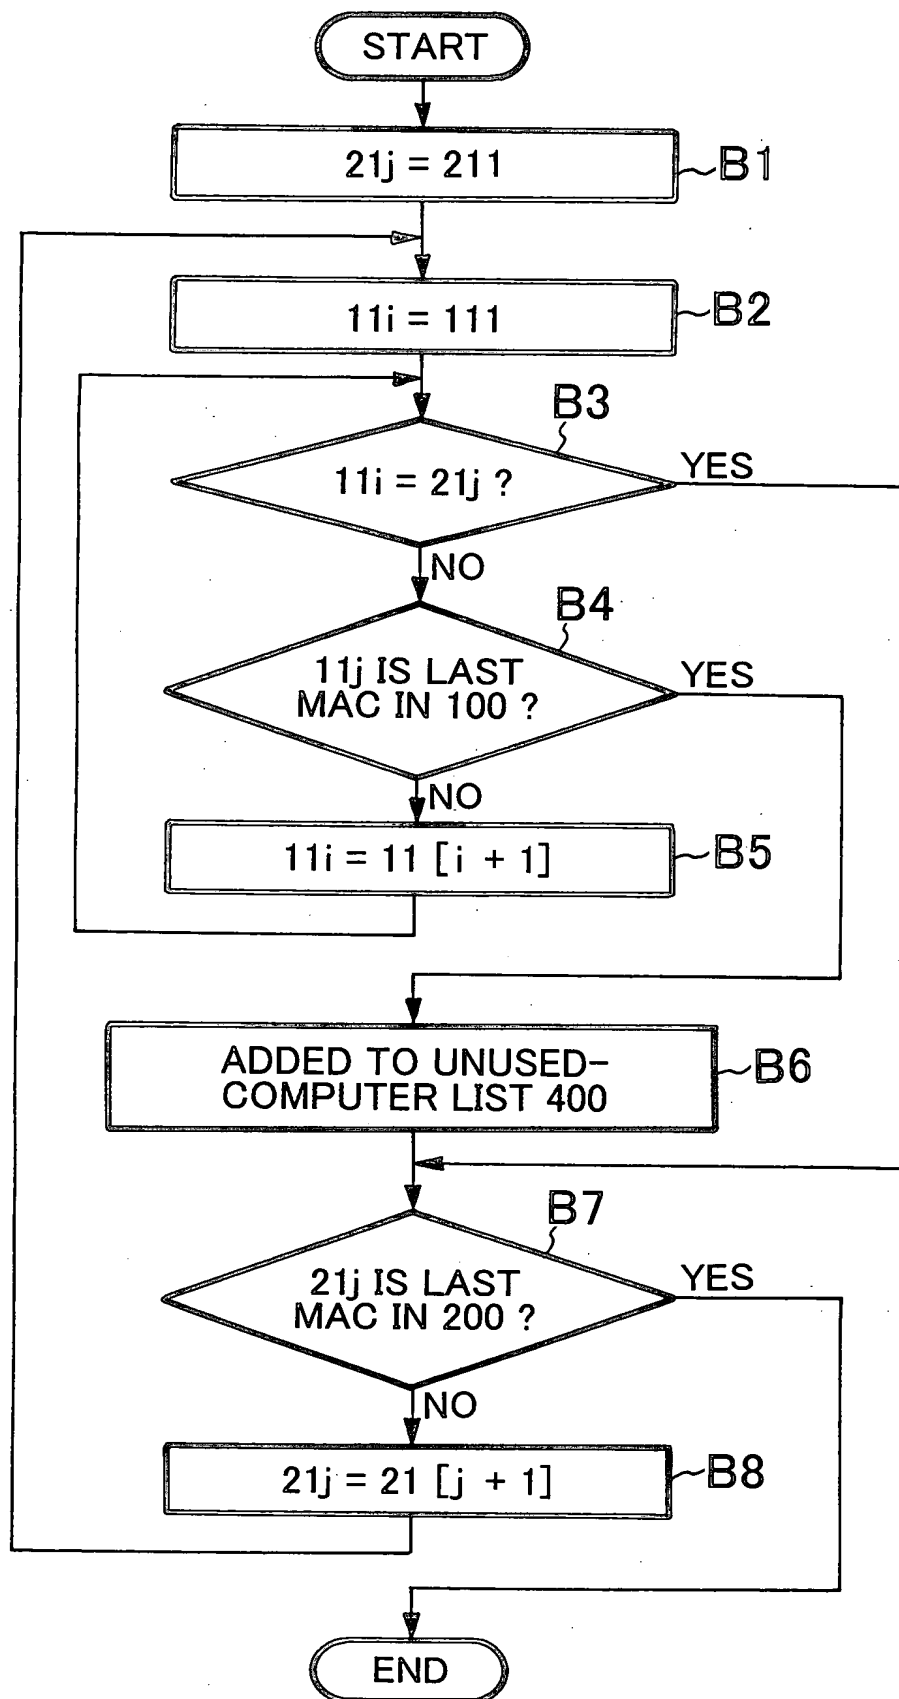 START
21j = 211
B1
11i = 111
B2
B3
11i = 21j ?
YES
NO
B4
11j IS LAST
MAC IN 100 ?
YES
NO
11i = 11 [i + 1]
B5
ADDED TO UNUSED-
COMPUTER LIST 400
B6
B7
21j IS LAST
MAC IN 200 ?
YES
NO
21j = 21 [j + 1]
B8
END